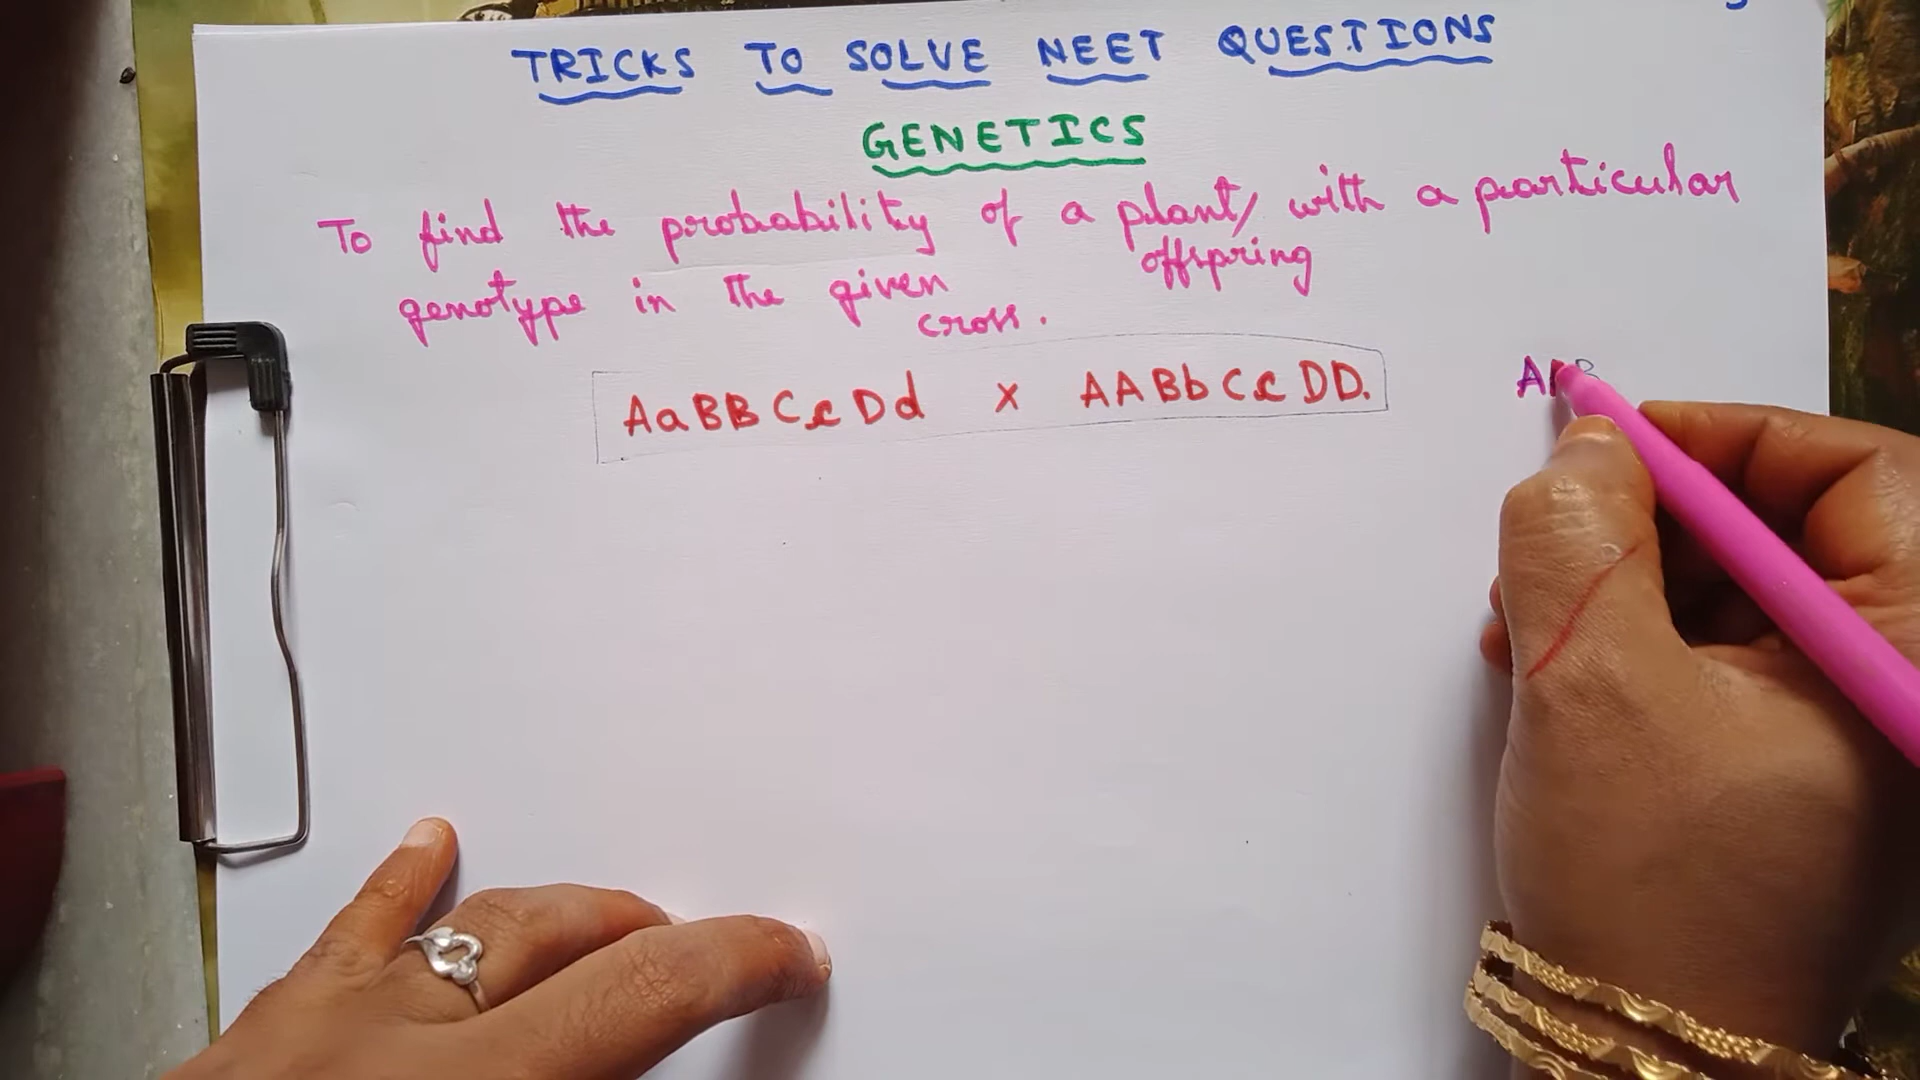 TRICKS TO SOLVE NEET QUESTIONS
GENETICS
To find the probability of a plant/ with a particular
offspring
genotype in the given
cross.
AaBBCcDd x AABbCcDD.